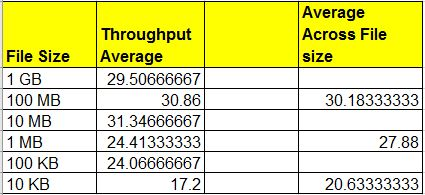 File Size Throughput Average Average Across File size
1 GB 29.50666667
100 MB 30.86 30.18333333
10 MB 31.34666667
1 MB 24.41333333 27.88
100 KB 24.06666667
10 KB 17.2 20.63333333